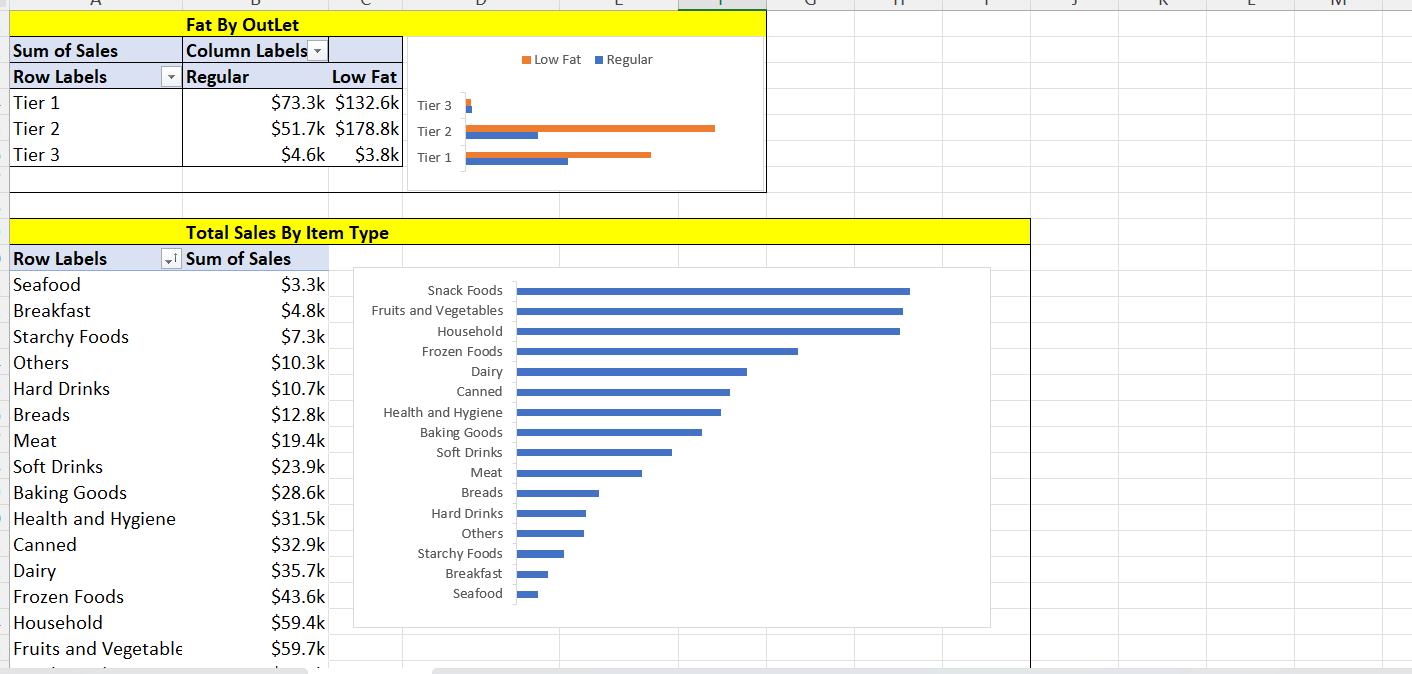 Fat By OutLet
Sum of Sales Column Labels
Row Labels Regular Low Fat
Tier 1 $73.3k $132.6k
Tier 2 $51.7k $178.8k
Tier 3 $4.6k $3.8k
Low Fat Regular
Tier 3
Tier 2
Tier 1
Total Sales By Item Type
Row Labels Sum of Sales
Seafood $3.3k
Breakfast $4.8k
Starchy Foods $7.3k
Others $10.3k
Hard Drinks $10.7k
Breads $12.8k
Meat $19.4k
Soft Drinks $23.9k
Baking Goods $28.6k
Health and Hygiene $31.5k
Canned $32.9k
Dairy $35.7k
Frozen Foods $43.6k
Household $59.4k
Fruits and Vegetable $59.7k
Snack Foods
Fruits and Vegetables
Household
Frozen Foods
Dairy
Canned
Health and Hygiene
Baking Goods
Soft Drinks
Meat
Breads
Hard Drinks
Others
Starchy Foods
Breakfast
Seafood